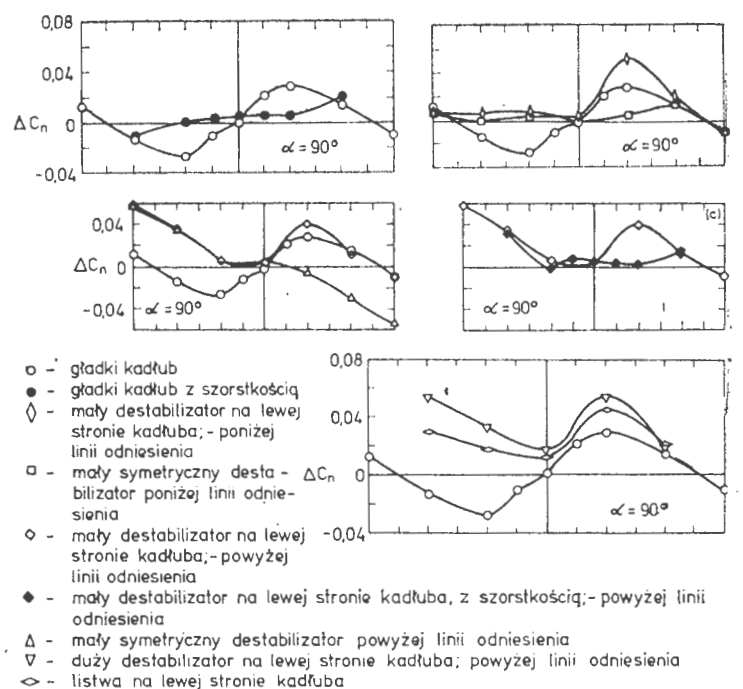 0,08
0,04
ΔCn
0
-0,04
α = 90°
α = 90°
0,04
ΔCn
0
-0,04
α = 90°
(c)
α = 90°
0,08
0,04
ΔCn
0
-0,04
α = 90°
○ - gładki kadłub
● - gładki kadłub z szorstkością
◊ - mały destabilizator na lewej
stronie kadłuba; - poniżej
linii odniesienia
□ - mały symetryczny desta -
bilizator poniżej linii odnie-
sienia
◇ - mały destabilizator na lewej
stronie kadłuba; - powyżej
linii odniesienia
◆ - mały destabilizator na lewej stronie kadłuba, z szorstkością; - powyżej linii
odniesienia
△ - mały symetryczny destabilizator powyżej linii odniesienia
▽ - duży destabilizator na lewej stronie kadłuba; powyżej linii odniesienia
◇ - listwa na lewej stronie kadłuba